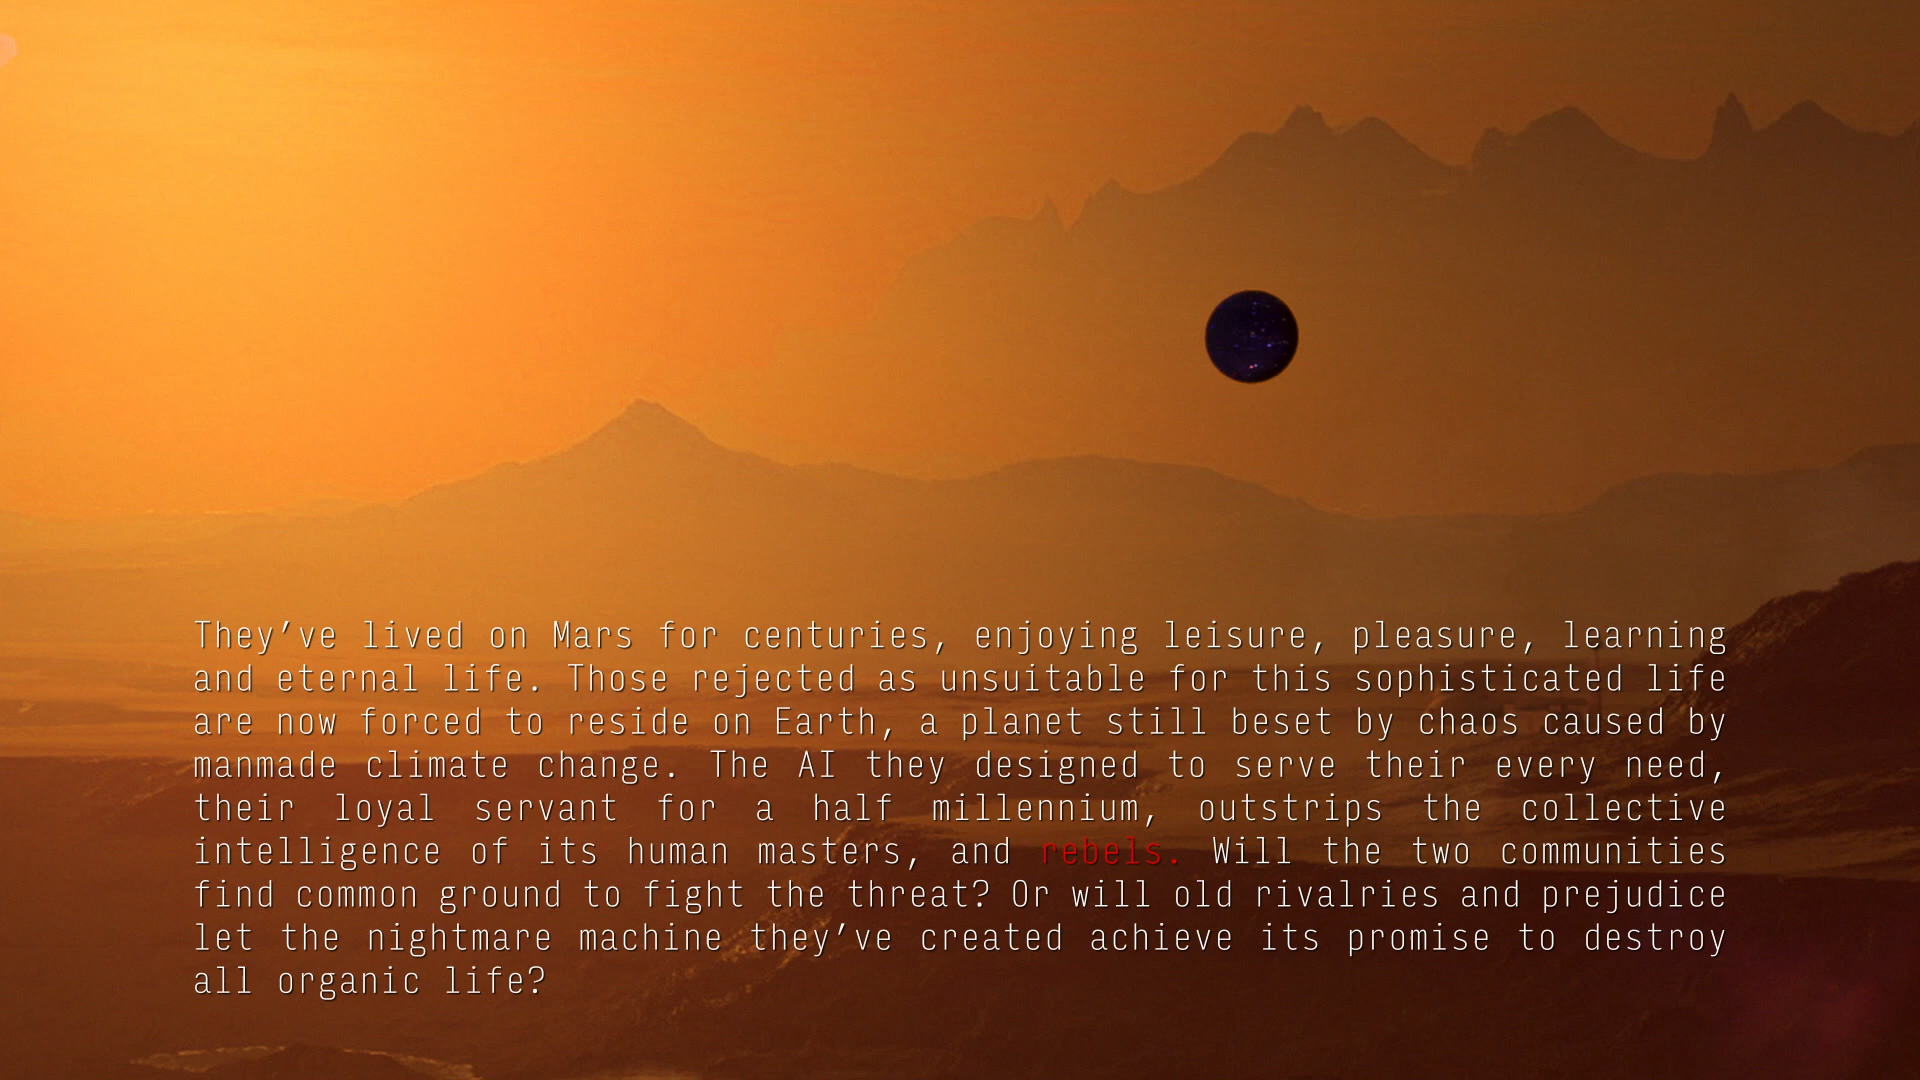 They’ve lived on Mars for centuries, enjoying leisure, pleasure, learning
and eternal life. Those rejected as unsuitable for this sophisticated life
are now forced to reside on Earth, a planet still beset by chaos caused by
manmade climate change. The AI they designed to serve their every need,
their loyal servant for a half millennium, outstrips the collective
intelligence of its human masters, and rebels. Will the two communities
find common ground to fight the threat? Or will old rivalries and prejudice
let the nightmare machine they’ve created achieve its promise to destroy
all organic life?